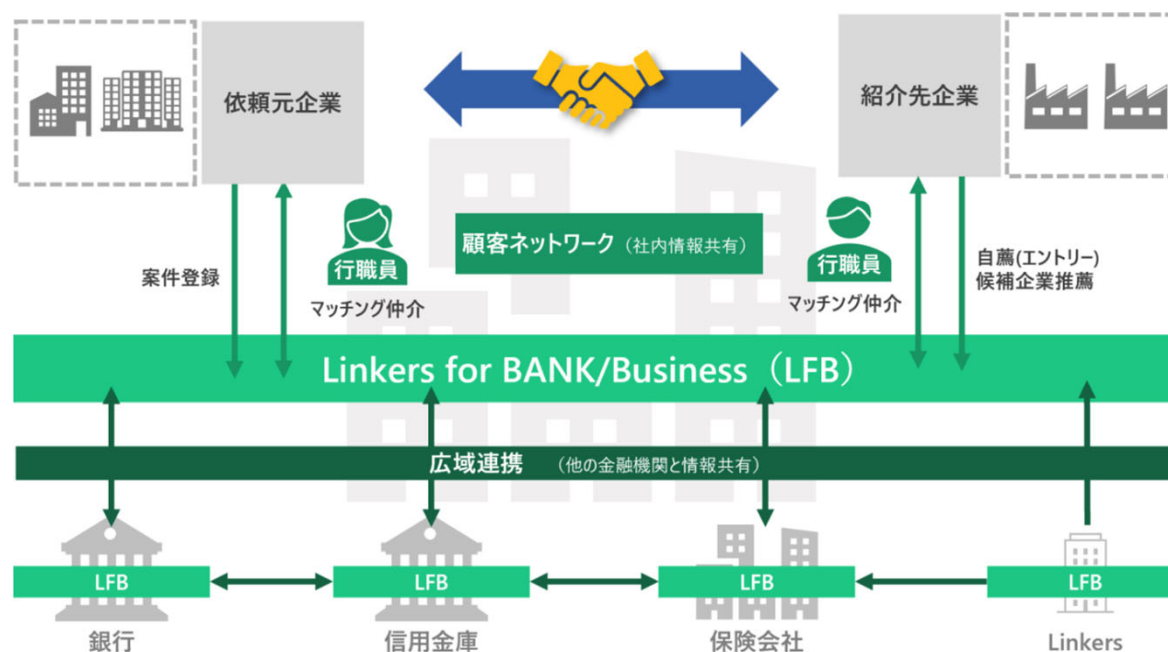 依頼元企業
紹介先企業
顧客ネットワーク（社内情報共有）
行職員
マッチング仲介
行職員
マッチング仲介
案件登録
自薦(エントリー)
候補企業推薦
Linkers for BANK/Business（LFB）
広域連携（他の金融機関と情報共有）
LFB
LFB
LFB
LFB
銀行
信用金庫
保険会社
Linkers